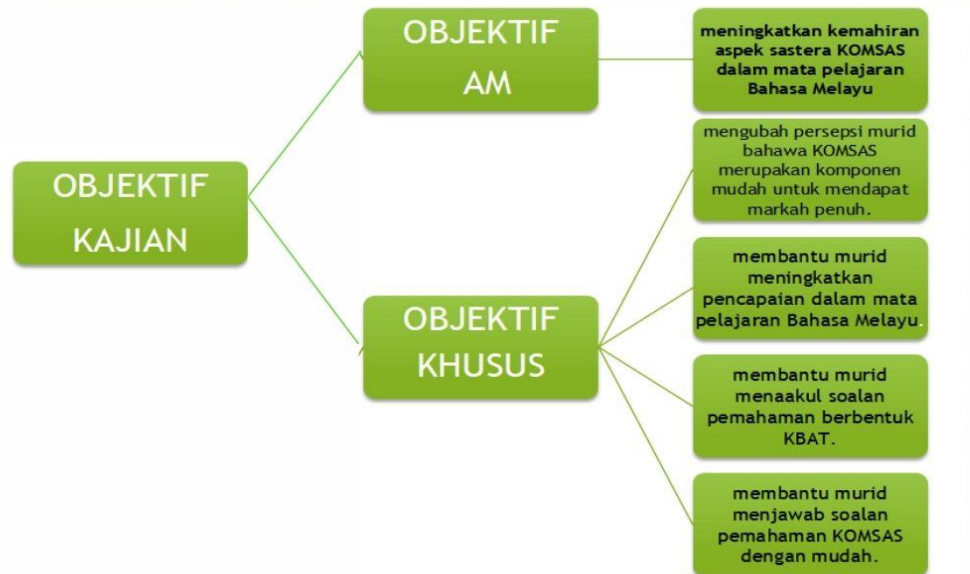 OBJEKTIF
KAJIAN
OBJEKTIF
AM
meningkatkan kemahiran
aspek sastera KOMSAS
dalam mata pelajaran
Bahasa Melayu
OBJEKTIF
KHUSUS
mengubah persepsi murid
bahawa KOMSAS
merupakan komponen
mudah untuk mendapat
markah penuh.
membantu murid
meningkatkan
pencapaian dalam mata
pelajaran Bahasa Melayu.
membantu murid
menaakul soalan
pemahaman berbentuk
KBAT.
membantu murid
menjawab soalan
pemahaman KOMSAS
dengan mudah.